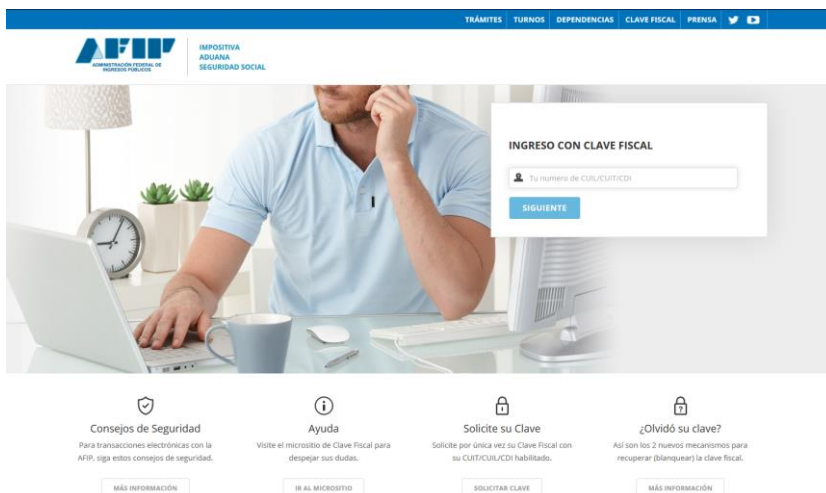 TRÁMITES TURNOS DEPENDENCIAS CLAVE FISCAL PRENSA
AFIP
ADMINISTRACIÓN FEDERAL DE
INGRESOS PÚBLICOS
IMPOSITIVA
ADUANA
SEGURIDAD SOCIAL
INGRESO CON CLAVE FISCAL
Tu numero de CUIL/CUIT/CDI
SIGUIENTE
Consejos de Seguridad
Para transacciones electrónicas con la
AFIP, siga estos consejos de seguridad.
MÁS INFORMACIÓN
Ayuda
Visite el micrositio de Clave Fiscal para
despejar sus dudas.
IR AL MICROSITIO
Solicite su Clave
Solicite por única vez su Clave Fiscal con
su CUIT/CUIL/CDI habilitado.
SOLICITAR CLAVE
¿Olvidó su clave?
Así son los 2 nuevos mecanismos para
recuperar (blanquear) la clave fiscal.
MÁS INFORMACIÓN